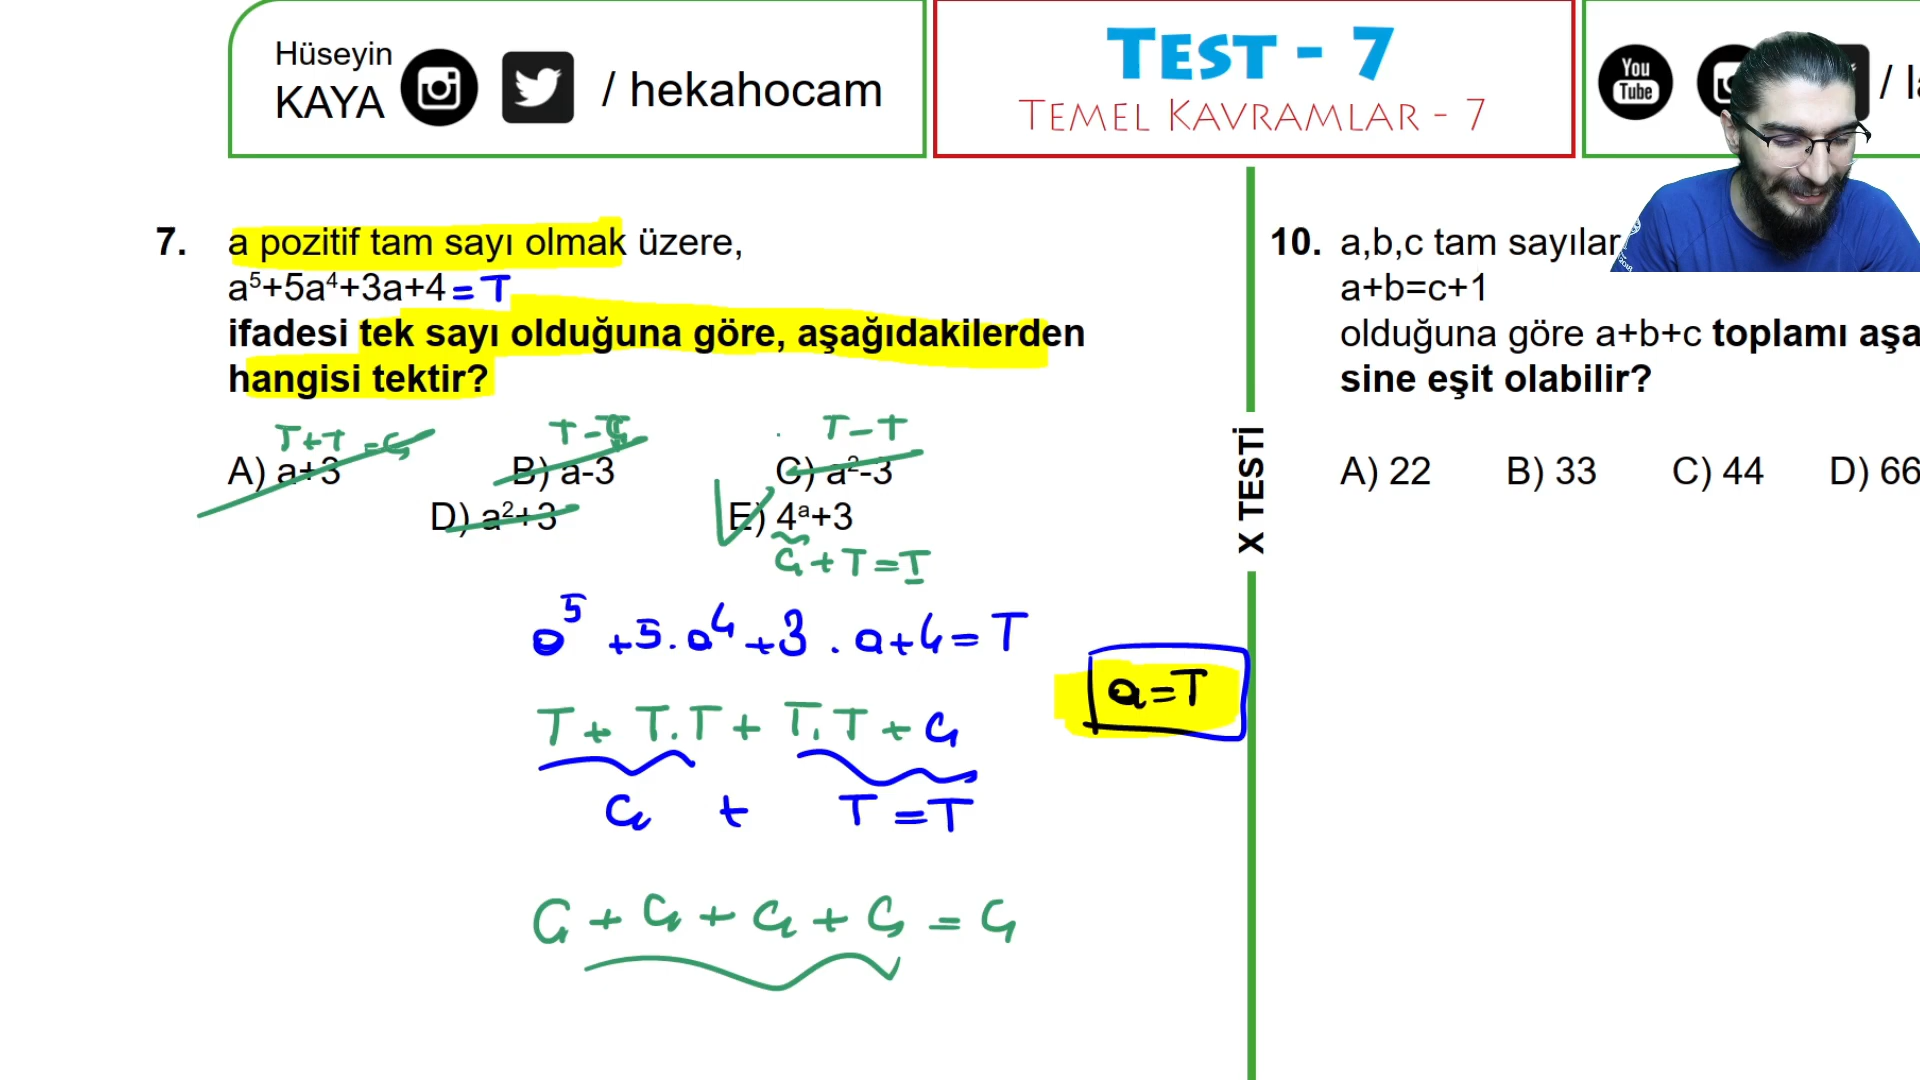 Hüseyin
KAYA
/ hekahocam
TEST - 7
TEMEL KAVRAMLAR - 7
You
Tube
/ la
7. a pozitif tam sayı olmak üzere,
a⁵+5a⁴+3a+4 = T
ifadesi tek sayı olduğuna göre, aşağıdakilerden
hangisi tektir?
T+T = Ç
T-T
T-T
A) a+3 B) a-3 C) a²-3
D) a²+3 E) 4ᵃ+3
Ç+T=T
a⁵ +5.a⁴+3.a+4=T
a=T
T+T.T+T.T+Ç
Ç + T=T
Ç+Ç+Ç+Ç=Ç
X TESTİ
10. a,b,c tam sayılar
a+b=c+1
olduğuna göre a+b+c toplamı aşa
sine eşit olabilir?
A) 22 B) 33 C) 44 D) 66